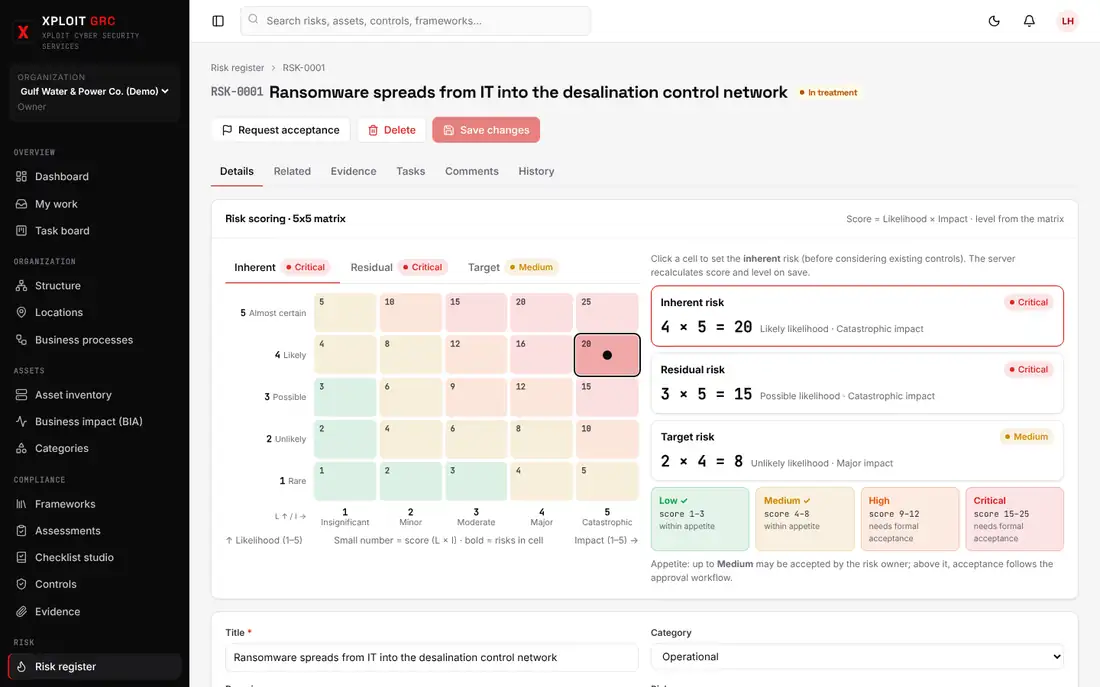 XPLOIT GRC
XPLOIT CYBER SECURITY
SERVICES
ORGANIZATION
Gulf Water & Power Co. (Demo)
Owner
OVERVIEW
Dashboard
My work
Task board
ORGANIZATION
Structure
Locations
Business processes
ASSETS
Asset inventory
Business impact (BIA)
Categories
COMPLIANCE
Frameworks
Assessments
Checklist studio
Controls
Evidence
RISK
Risk register
Search risks, assets, controls, frameworks...
LH
Risk register > RSK-0001
RSK-0001 Ransomware spreads from IT into the desalination control network • In treatment
Request acceptance Delete Save changes
Details Related Evidence Tasks Comments History
Risk scoring · 5x5 matrix
Score = Likelihood × Impact · level from the matrix
Inherent • Critical Residual • Critical Target • Medium
5 Almost certain 5 10 15 20 25
4 Likely 4 8 12 16 20
3 Possible 3 6 9 12 15
2 Unlikely 2 4 6 8 10
1 Rare 1 2 3 4 5
L ↑ / I → 1 2 3 4 5
Insignificant Minor Moderate Major Catastrophic
↑ Likelihood (1–5) Small number = score (L × I) · bold = risks in cell Impact (1–5) →
Click a cell to set the inherent risk (before considering existing controls). The server
recalculates score and level on save.
Inherent risk • Critical
4 × 5 = 20 Likely likelihood · Catastrophic impact
Residual risk • Critical
3 × 5 = 15 Possible likelihood · Catastrophic impact
Target risk • Medium
2 × 4 = 8 Unlikely likelihood · Major impact
Low ✓ Medium ✓ High Critical
score 1–3 score 4–8 score 9–12 score 15–25
within appetite within appetite needs formal needs formal
acceptance acceptance
Appetite: up to Medium may be accepted by the risk owner; above it, acceptance follows the
approval workflow.
Title * Category
Ransomware spreads from IT into the desalination control network Operational